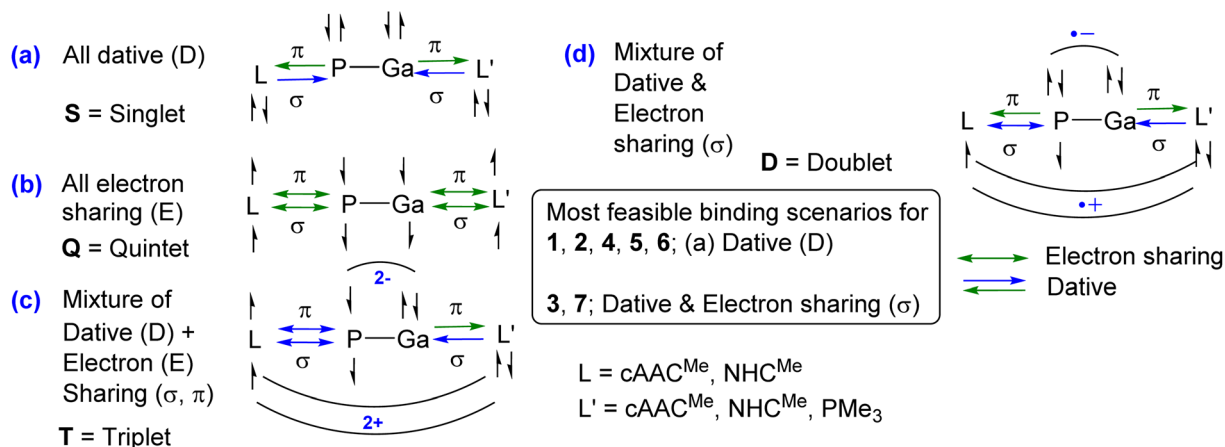 (a) All dative (D)
S = Singlet
π π
L P Ga L'
σ σ
(b) All electron
sharing (E)
Q = Quintet
π π
L P Ga L'
σ σ
(c) Mixture of
Dative (D) +
Electron (E)
Sharing (σ, π)
T = Triplet
2-
π π
L P Ga L'
σ σ
2+
(d) Mixture of
Dative &
Electron
sharing (σ)
D = Doublet
•−
π π
L P Ga L'
σ σ
•+
Most feasible binding scenarios for
1, 2, 4, 5, 6; (a) Dative (D)
3, 7; Dative & Electron sharing (σ)
Electron sharing
Dative
L = cAAC^Me, NHC^Me
L' = cAAC^Me, NHC^Me, PMe₃